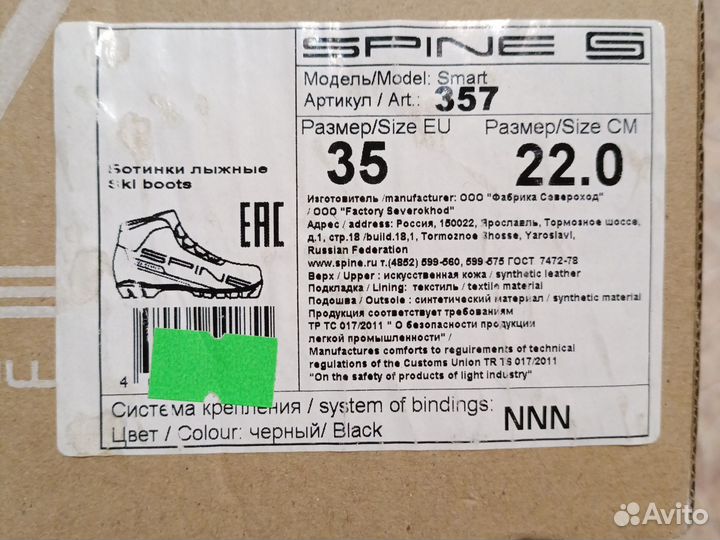 SPINE S
Модель/Model: Smart
Артикул / Art.: 357
Размер/Size EU Размер/Size CM
35 22.0
Ботинки лыжные
Ski boots
SPINE
EAC
Изготовитель /manufacturer: ООО "Фабрика Североход"
/ ООО "Factory Severokhod"
Адрес / address: Россия, 150022, Ярославль, Тормозное шоссе,
д.1, стр.18 /build.18,1, Tormoznoe Shosse, Yaroslavl,
Russian Federation
www.spine.ru т.(4852) 599-560, 599-575 ГОСТ 7472-78
Верх / Upper : искусственная кожа / synthetic leather
Подкладка / Lining: текстиль / textile material
Подошва / Outsole : синтетический материал / synthetic material
Продукция соответствует требованиям
ТР ТС 017/2011 " О безопасности продукции
легкой промышленности" /
Manufactures comforts to reguirements of technical
regulations of the Customs Union TR TS 017/2011
"On the safety of products of light industry"
4
Система крепления / system of bindings: NNN
Цвет / Colour: черный/ Black
Avito